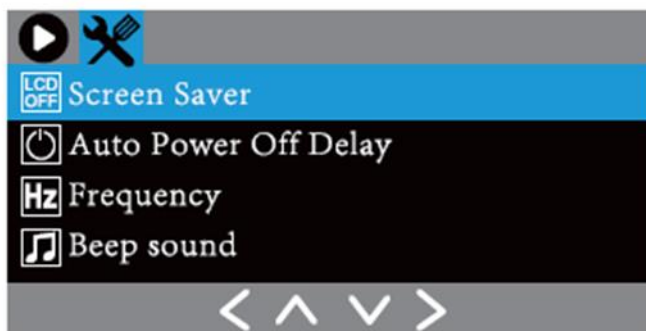 LCD
OFF Screen Saver
Auto Power Off Delay
Hz Frequency
Beep sound